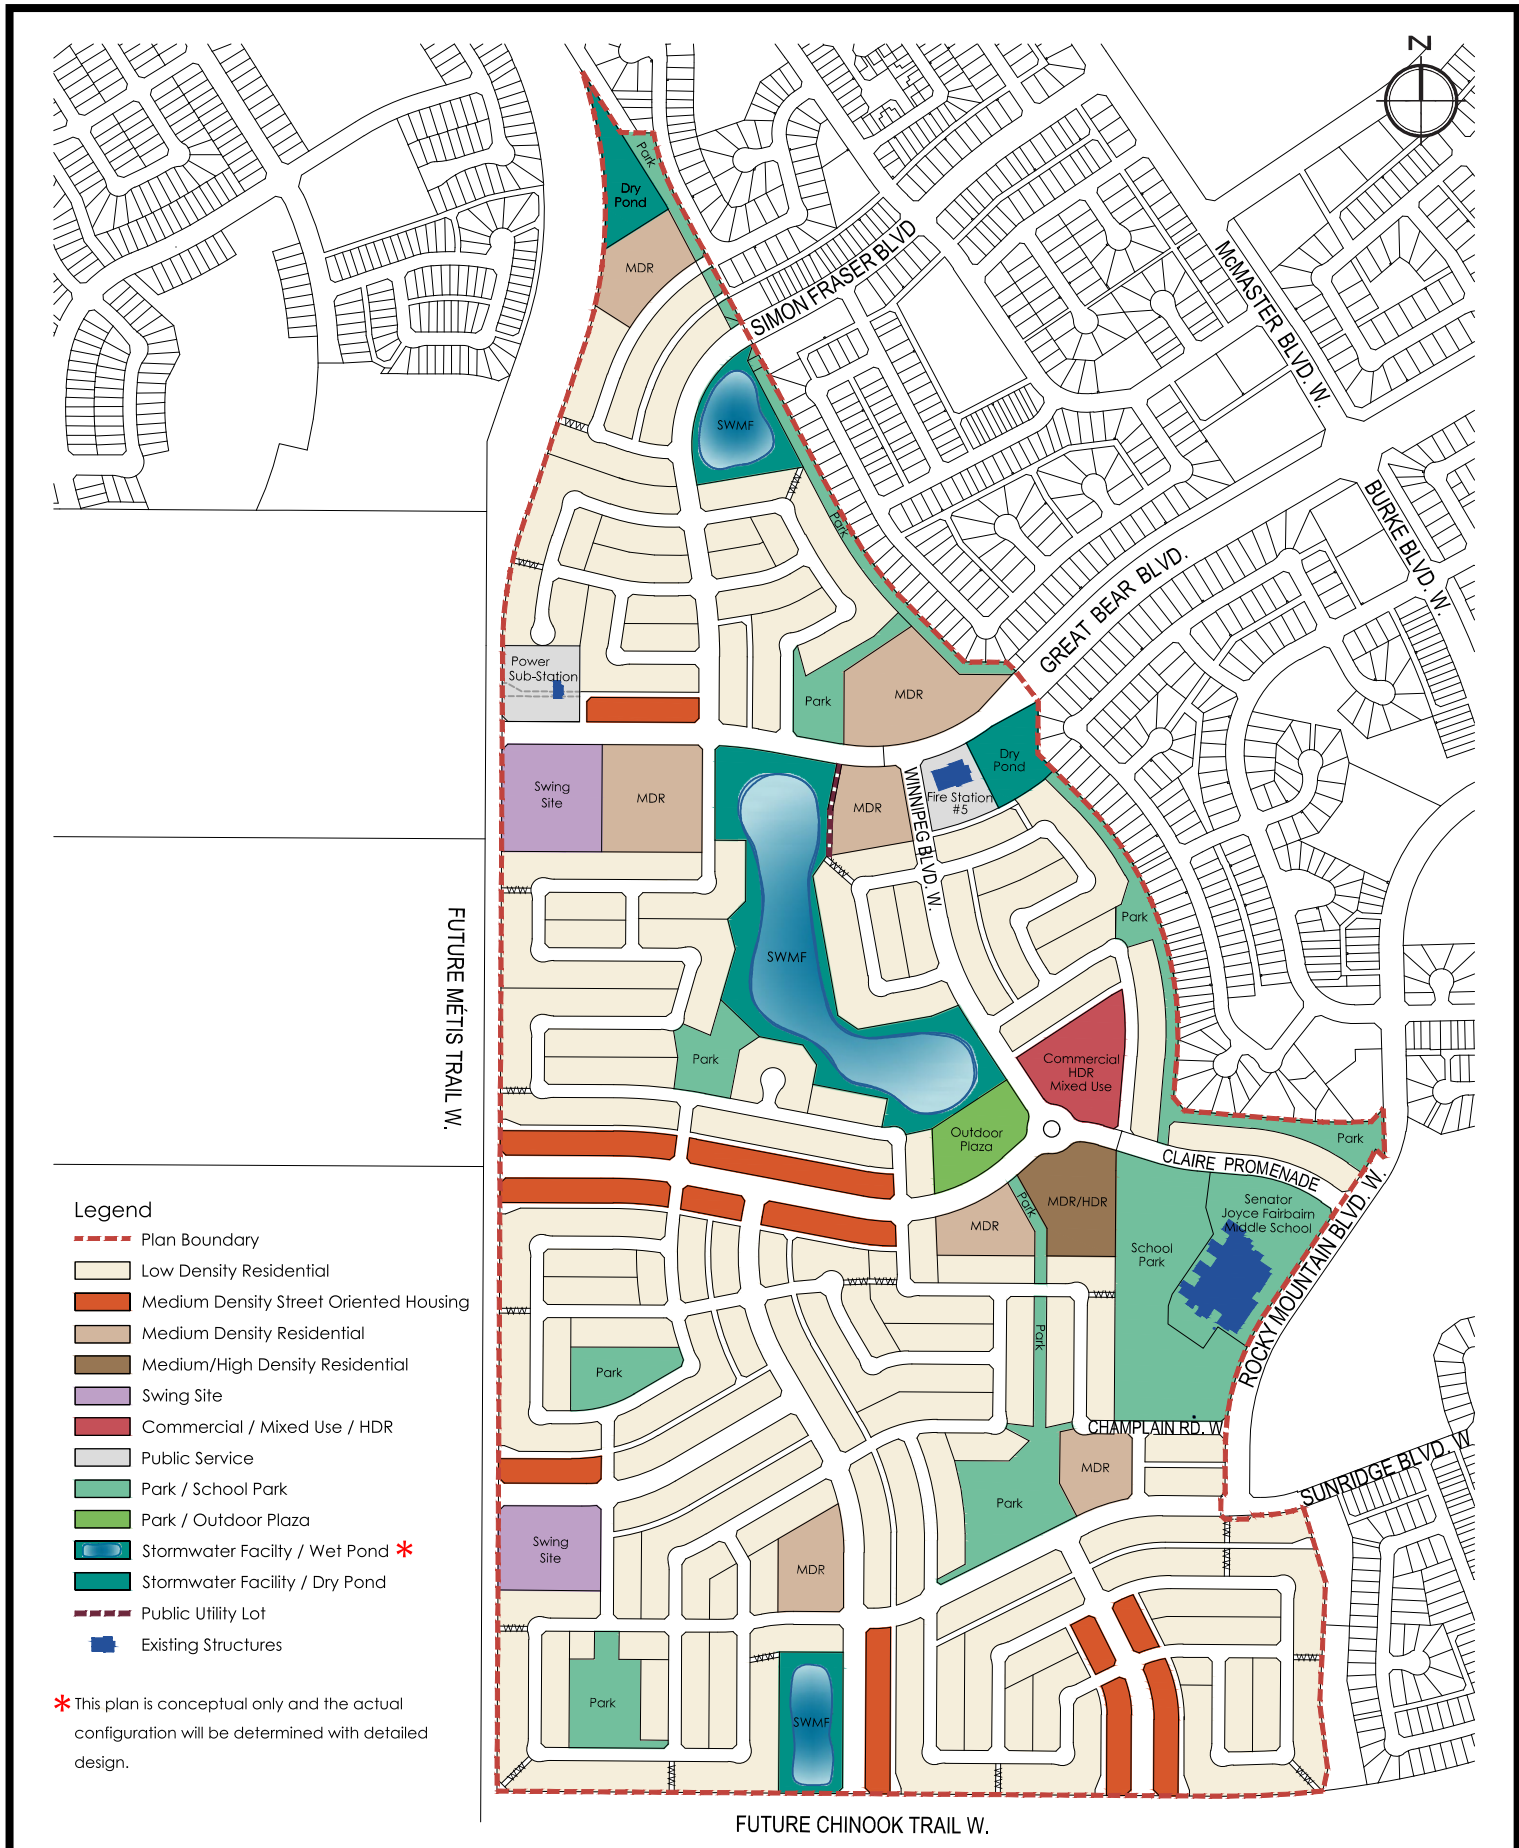 N
Park
Dry
Pond
MDR
SIMON FRASER BLVD
McMASTER BLVD. W.
SWMF
Park
BURKE BLVD. W.
GREAT BEAR BLVD.
Power
Sub-Station
Park
MDR
Dry
Pond
Swing
Site
MDR
MDR
WINNIPEG BLVD. W.
Fire Station
#5
Park
FUTURE MÉTIS TRAIL W.
SWMF
Park
Commercial
HDR
Mixed Use
Outdoor
Plaza
Park
CLAIRE PROMENADE
Park
MDR/HDR
MDR
School
Park
Senator
Joyce Fairbairn
Middle School
ROCKY MOUNTAIN BLVD. W.
Park
Park
CHAMPLAIN RD. W
MDR
Park
SUNRIDGE BLVD. W
Swing
Site
MDR
Park
SWMF
Legend
Plan Boundary
Low Density Residential
Medium Density Street Oriented Housing
Medium Density Residential
Medium/High Density Residential
Swing Site
Commercial / Mixed Use / HDR
Public Service
Park / School Park
Park / Outdoor Plaza
Stormwater Facilty / Wet Pond *
Stormwater Facility / Dry Pond
Public Utility Lot
Existing Structures
* This plan is conceptual only and the actual
configuration will be determined with detailed
design.
FUTURE CHINOOK TRAIL W.